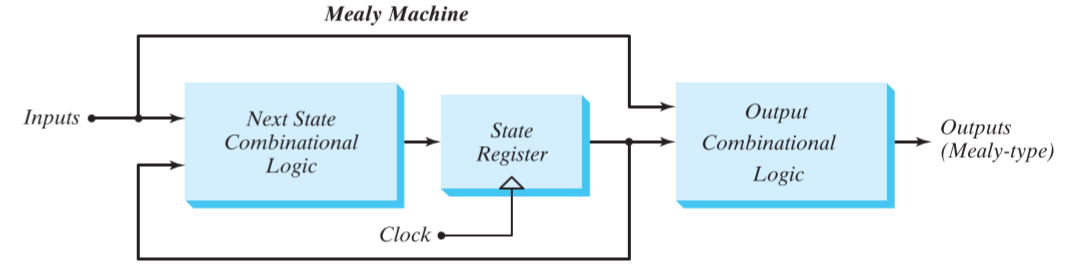 Mealy Machine
Inputs
Next State
Combinational
Logic
State
Register
Output
Combinational
Logic
Outputs
(Mealy-type)
Clock